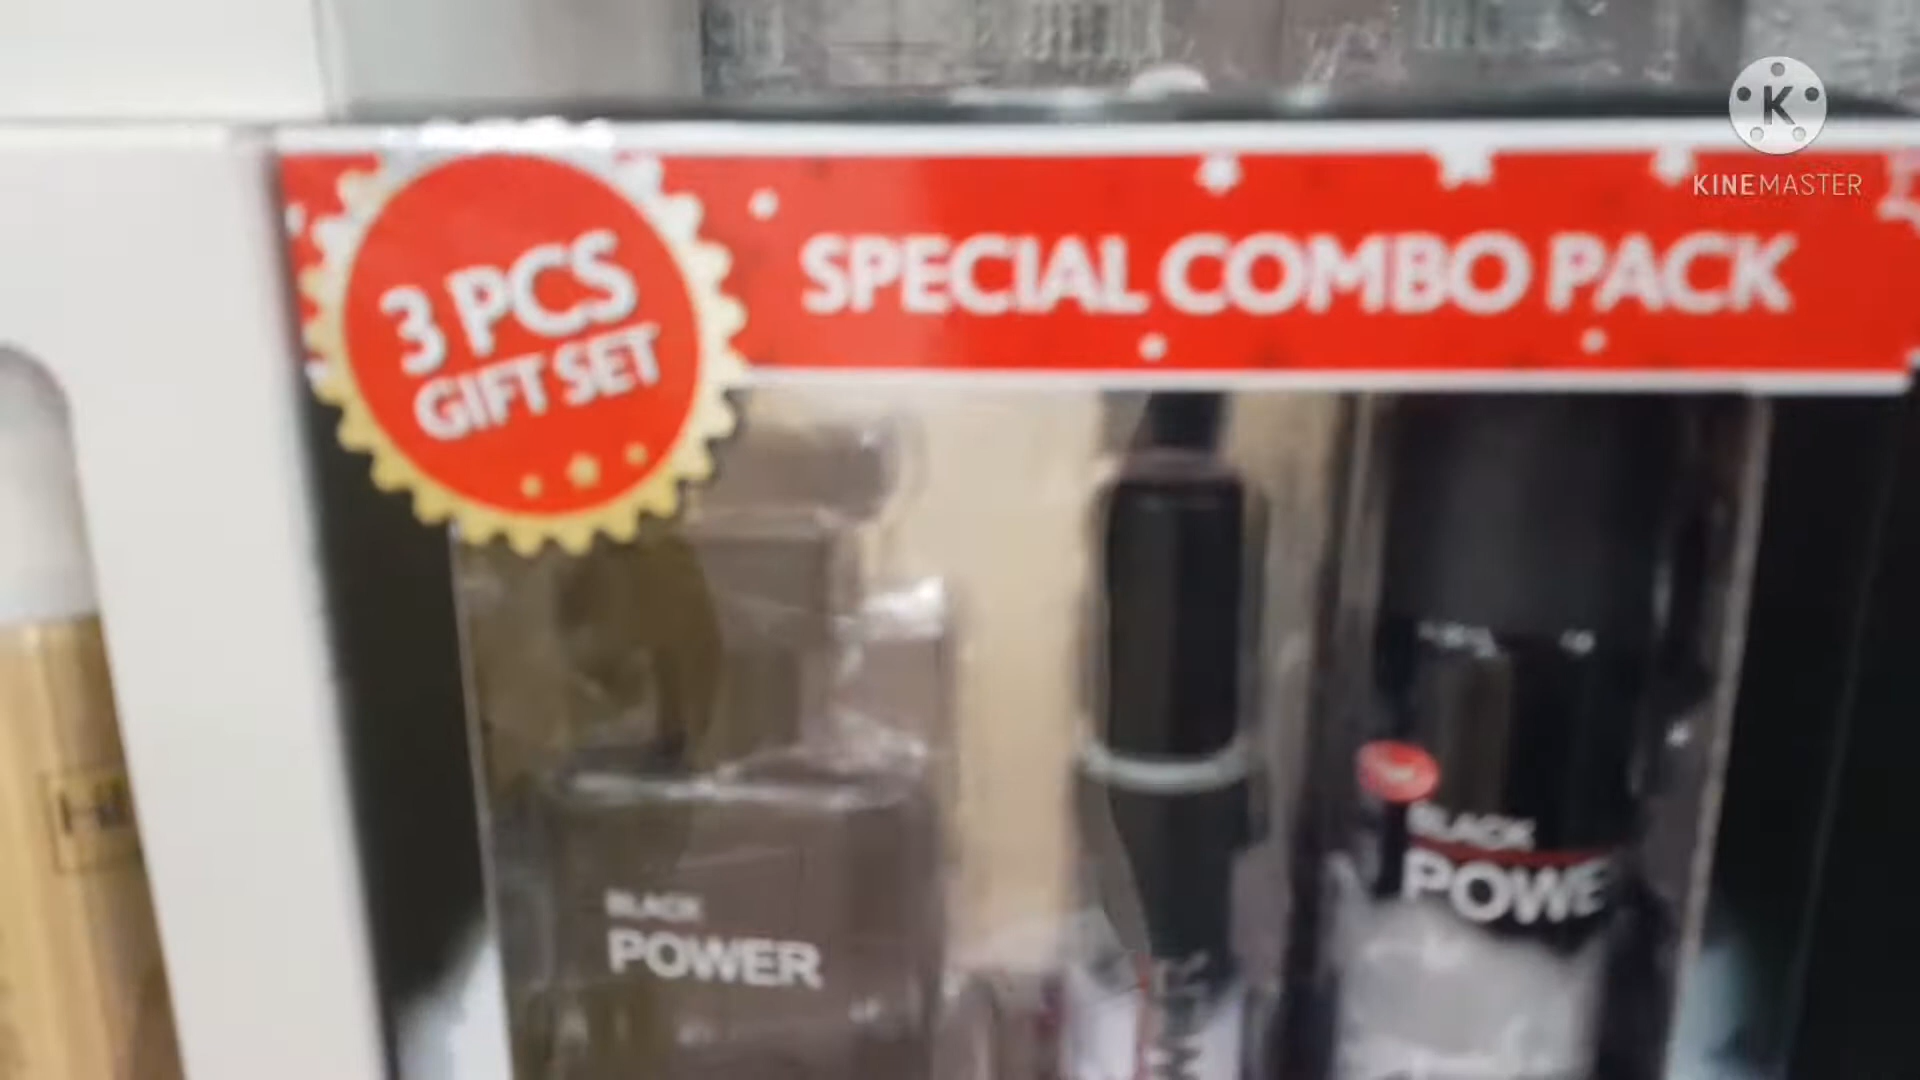 KINEMASTER
3 PCS
GIFT SET
SPECIAL COMBO PACK
BLACK
POWER
BLACK
POWE